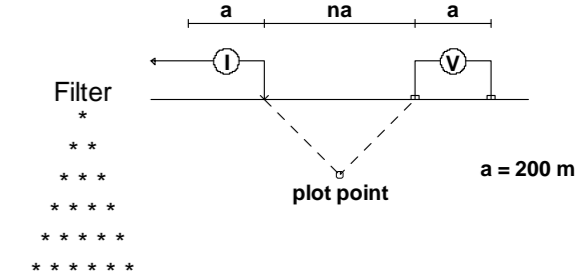 a na a
I V
Filter
*
* *
* * *
* * * *
* * * * *
* * * * * *
plot point
a = 200 m